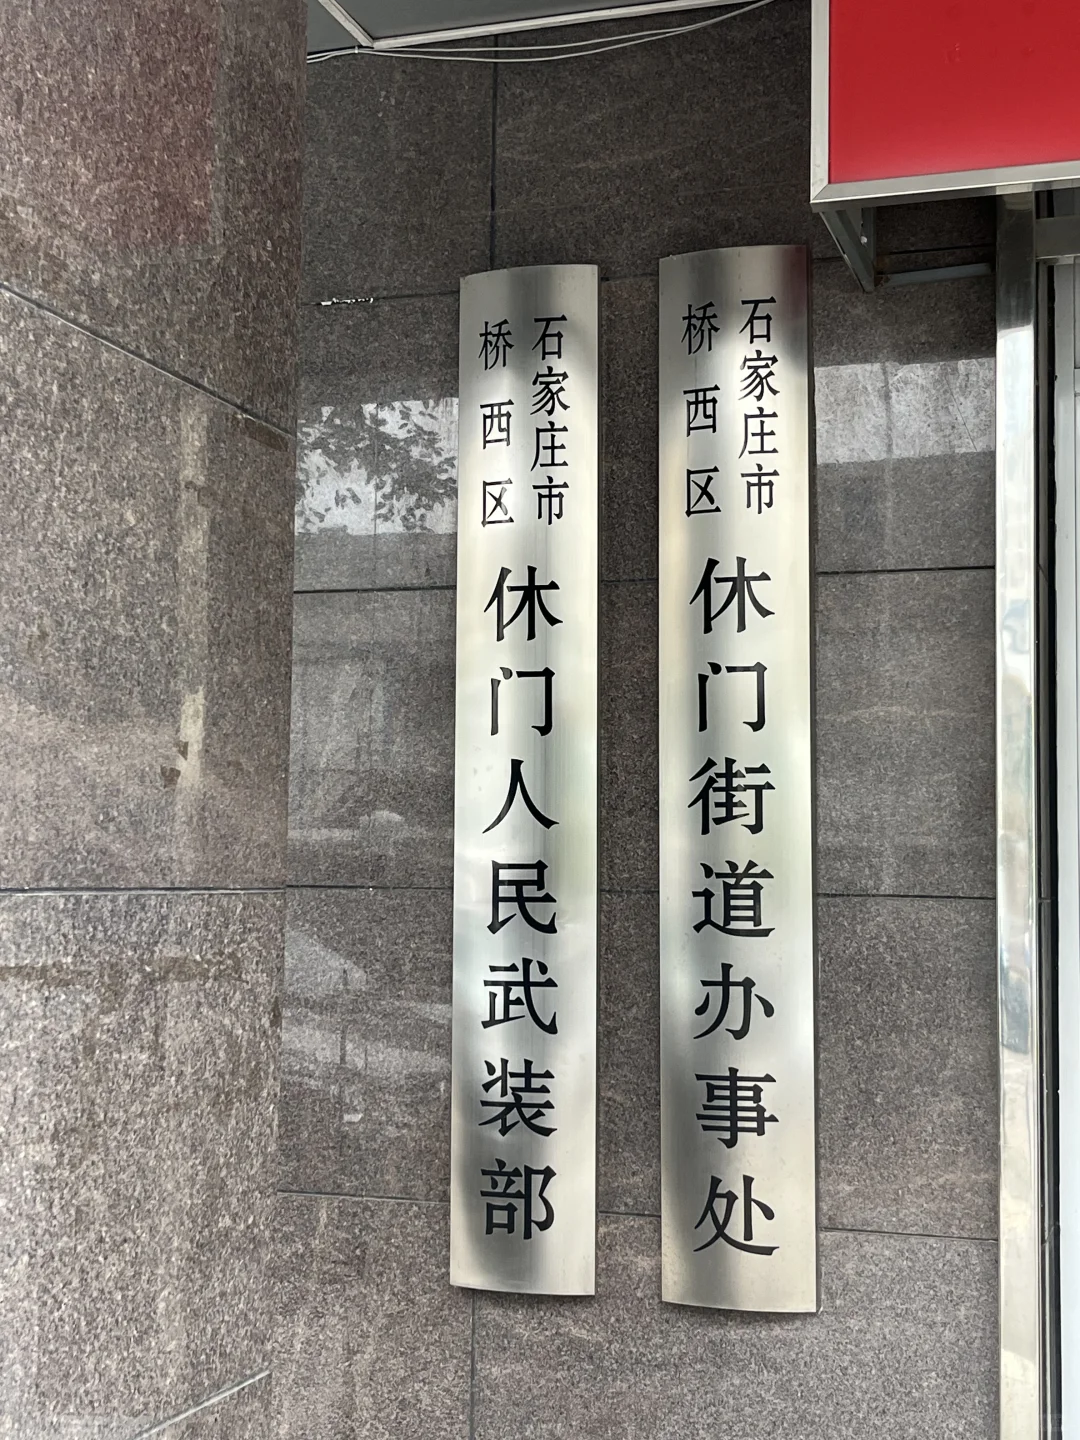 石家庄市
桥西区
休门街道办事处
石家庄市
桥西区
休门人民武装部